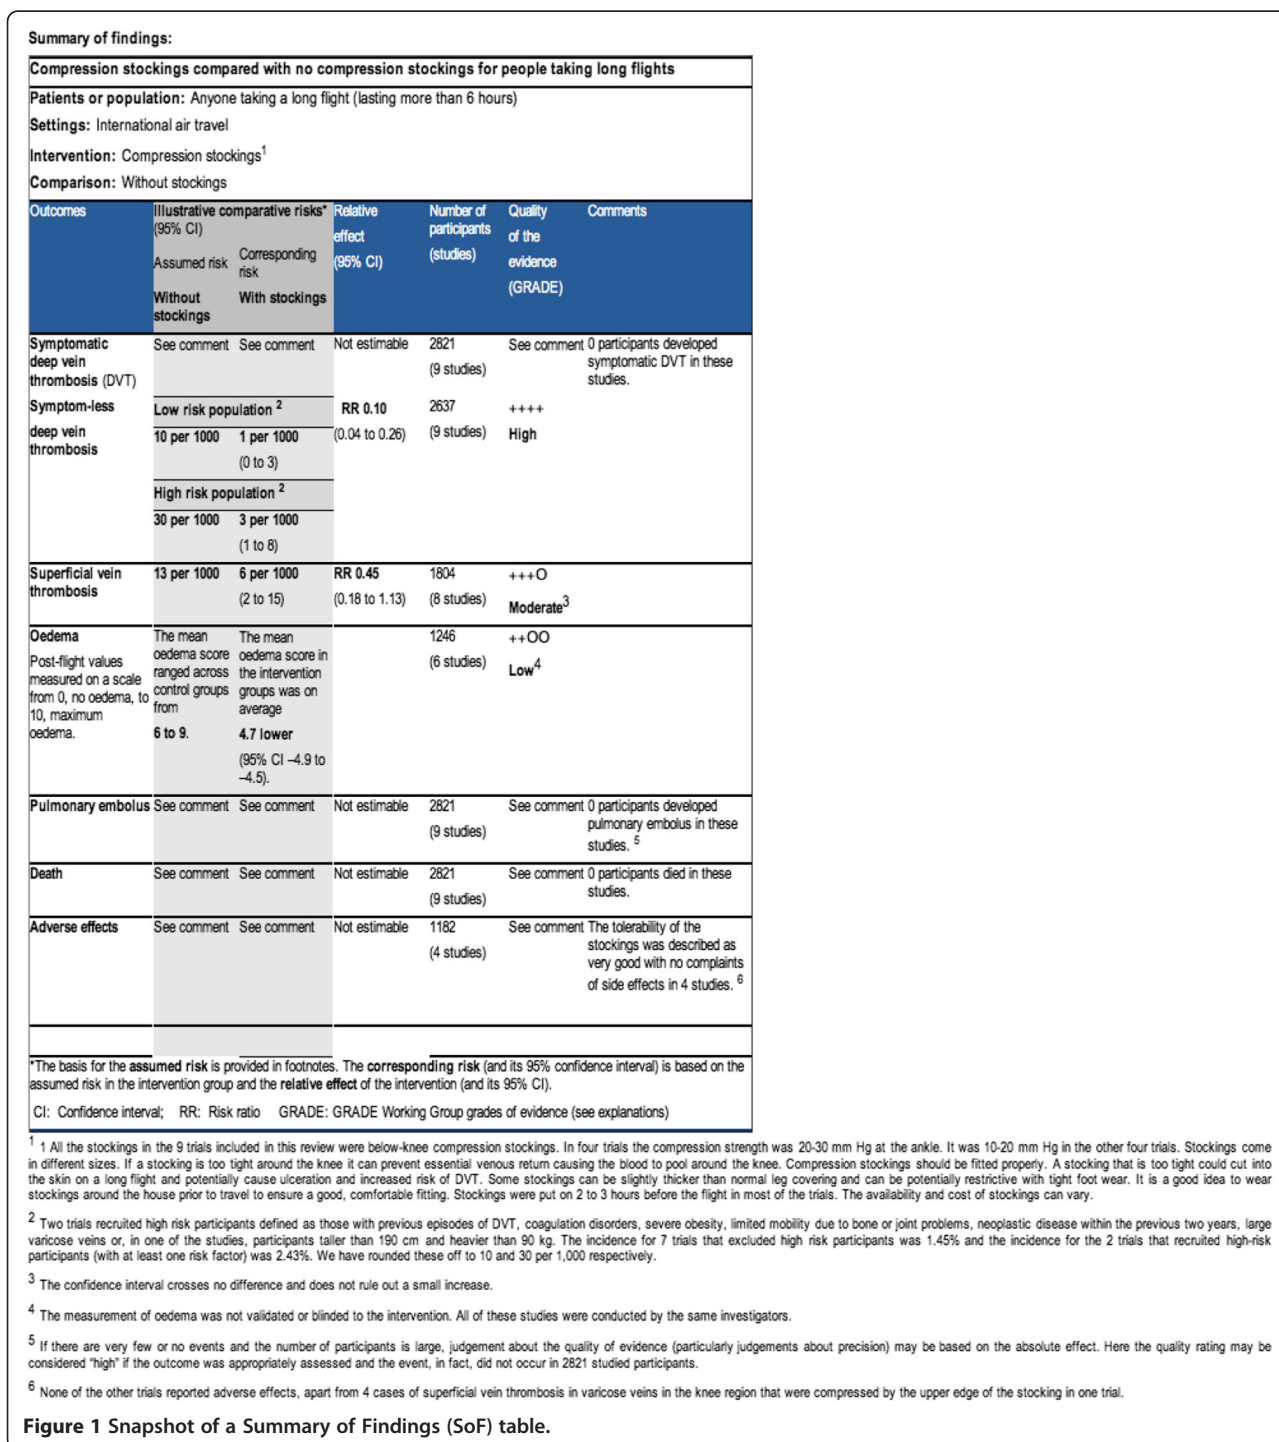 Summary of findings:
Compression stockings compared with no compression stockings for people taking long flights
Patients or population: Anyone taking a long flight (lasting more than 6 hours)
Settings: International air travel
Intervention: Compression stockings1
Comparison: Without stockings
Outcomes
Illustrative comparative risks*
(95% CI)
Assumed risk
Corresponding
risk
Without
stockings
With stockings
Relative
effect
(95% CI)
Number of
participants
(studies)
Quality
of the
evidence
(GRADE)
Comments
Symptomatic
deep vein
thrombosis (DVT)
See comment
See comment
Not estimable
2821
(9 studies)
See comment
0 participants developed
symptomatic DVT in these
studies.
Symptom-less
deep vein
thrombosis
Low risk population 2
10 per 1000
1 per 1000
(0 to 3)
High risk population 2
30 per 1000
3 per 1000
(1 to 8)
RR 0.10
(0.04 to 0.26)
2637
(9 studies)
++++
High
Superficial vein
thrombosis
13 per 1000
6 per 1000
(2 to 15)
RR 0.45
(0.18 to 1.13)
1804
(8 studies)
+++O
Moderate3
Oedema
Post-flight values
measured on a scale
from 0, no oedema, to
10, maximum
oedema.
The mean
oedema score
ranged across
control groups
from
6 to 9.
The mean
oedema score in
the intervention
groups was on
average
4.7 lower
(95% CI –4.9 to
–4.5).
1246
(6 studies)
++OO
Low4
Pulmonary embolus
See comment
See comment
Not estimable
2821
(9 studies)
See comment
0 participants developed
pulmonary embolus in these
studies. 5
Death
See comment
See comment
Not estimable
2821
(9 studies)
See comment
0 participants died in these
studies.
Adverse effects
See comment
See comment
Not estimable
1182
(4 studies)
See comment
The tolerability of the
stockings was described as
very good with no complaints
of side effects in 4 studies. 6
*The basis for the assumed risk is provided in footnotes. The corresponding risk (and its 95% confidence interval) is based on the
assumed risk in the intervention group and the relative effect of the intervention (and its 95% CI).
CI: Confidence interval; RR: Risk ratio GRADE: GRADE Working Group grades of evidence (see explanations)
1 1 All the stockings in the 9 trials included in this review were below-knee compression stockings. In four trials the compression strength was 20-30 mm Hg at the ankle. It was 10-20 mm Hg in the other four trials. Stockings come
in different sizes. If a stocking is too tight around the knee it can prevent essential venous return causing the blood to pool around the knee. Compression stockings should be fitted properly. A stocking that is too tight could cut into
the skin on a long flight and potentially cause ulceration and increased risk of DVT. Some stockings can be slightly thicker than normal leg covering and can be potentially restrictive with tight foot wear. It is a good idea to wear
stockings around the house prior to travel to ensure a good, comfortable fitting. Stockings were put on 2 to 3 hours before the flight in most of the trials. The availability and cost of stockings can vary.
2 Two trials recruited high risk participants defined as those with previous episodes of DVT, coagulation disorders, severe obesity, limited mobility due to bone or joint problems, neoplastic disease within the previous two years, large
varicose veins or, in one of the studies, participants taller than 190 cm and heavier than 90 kg. The incidence for 7 trials that excluded high risk participants was 1.45% and the incidence for the 2 trials that recruited high-risk
participants (with at least one risk factor) was 2.43%. We have rounded these off to 10 and 30 per 1,000 respectively.
3 The confidence interval crosses no difference and does not rule out a small increase.
4 The measurement of oedema was not validated or blinded to the intervention. All of these studies were conducted by the same investigators.
5 If there are very few or no events and the number of participants is large, judgement about the quality of evidence (particularly judgements about precision) may be based on the absolute effect. Here the quality rating may be
considered “high” if the outcome was appropriately assessed and the event, in fact, did not occur in 2821 studied participants.
6 None of the other trials reported adverse effects, apart from 4 cases of superficial vein thrombosis in varicose veins in the knee region that were compressed by the upper edge of the stocking in one trial.
Figure 1 Snapshot of a Summary of Findings (SoF) table.